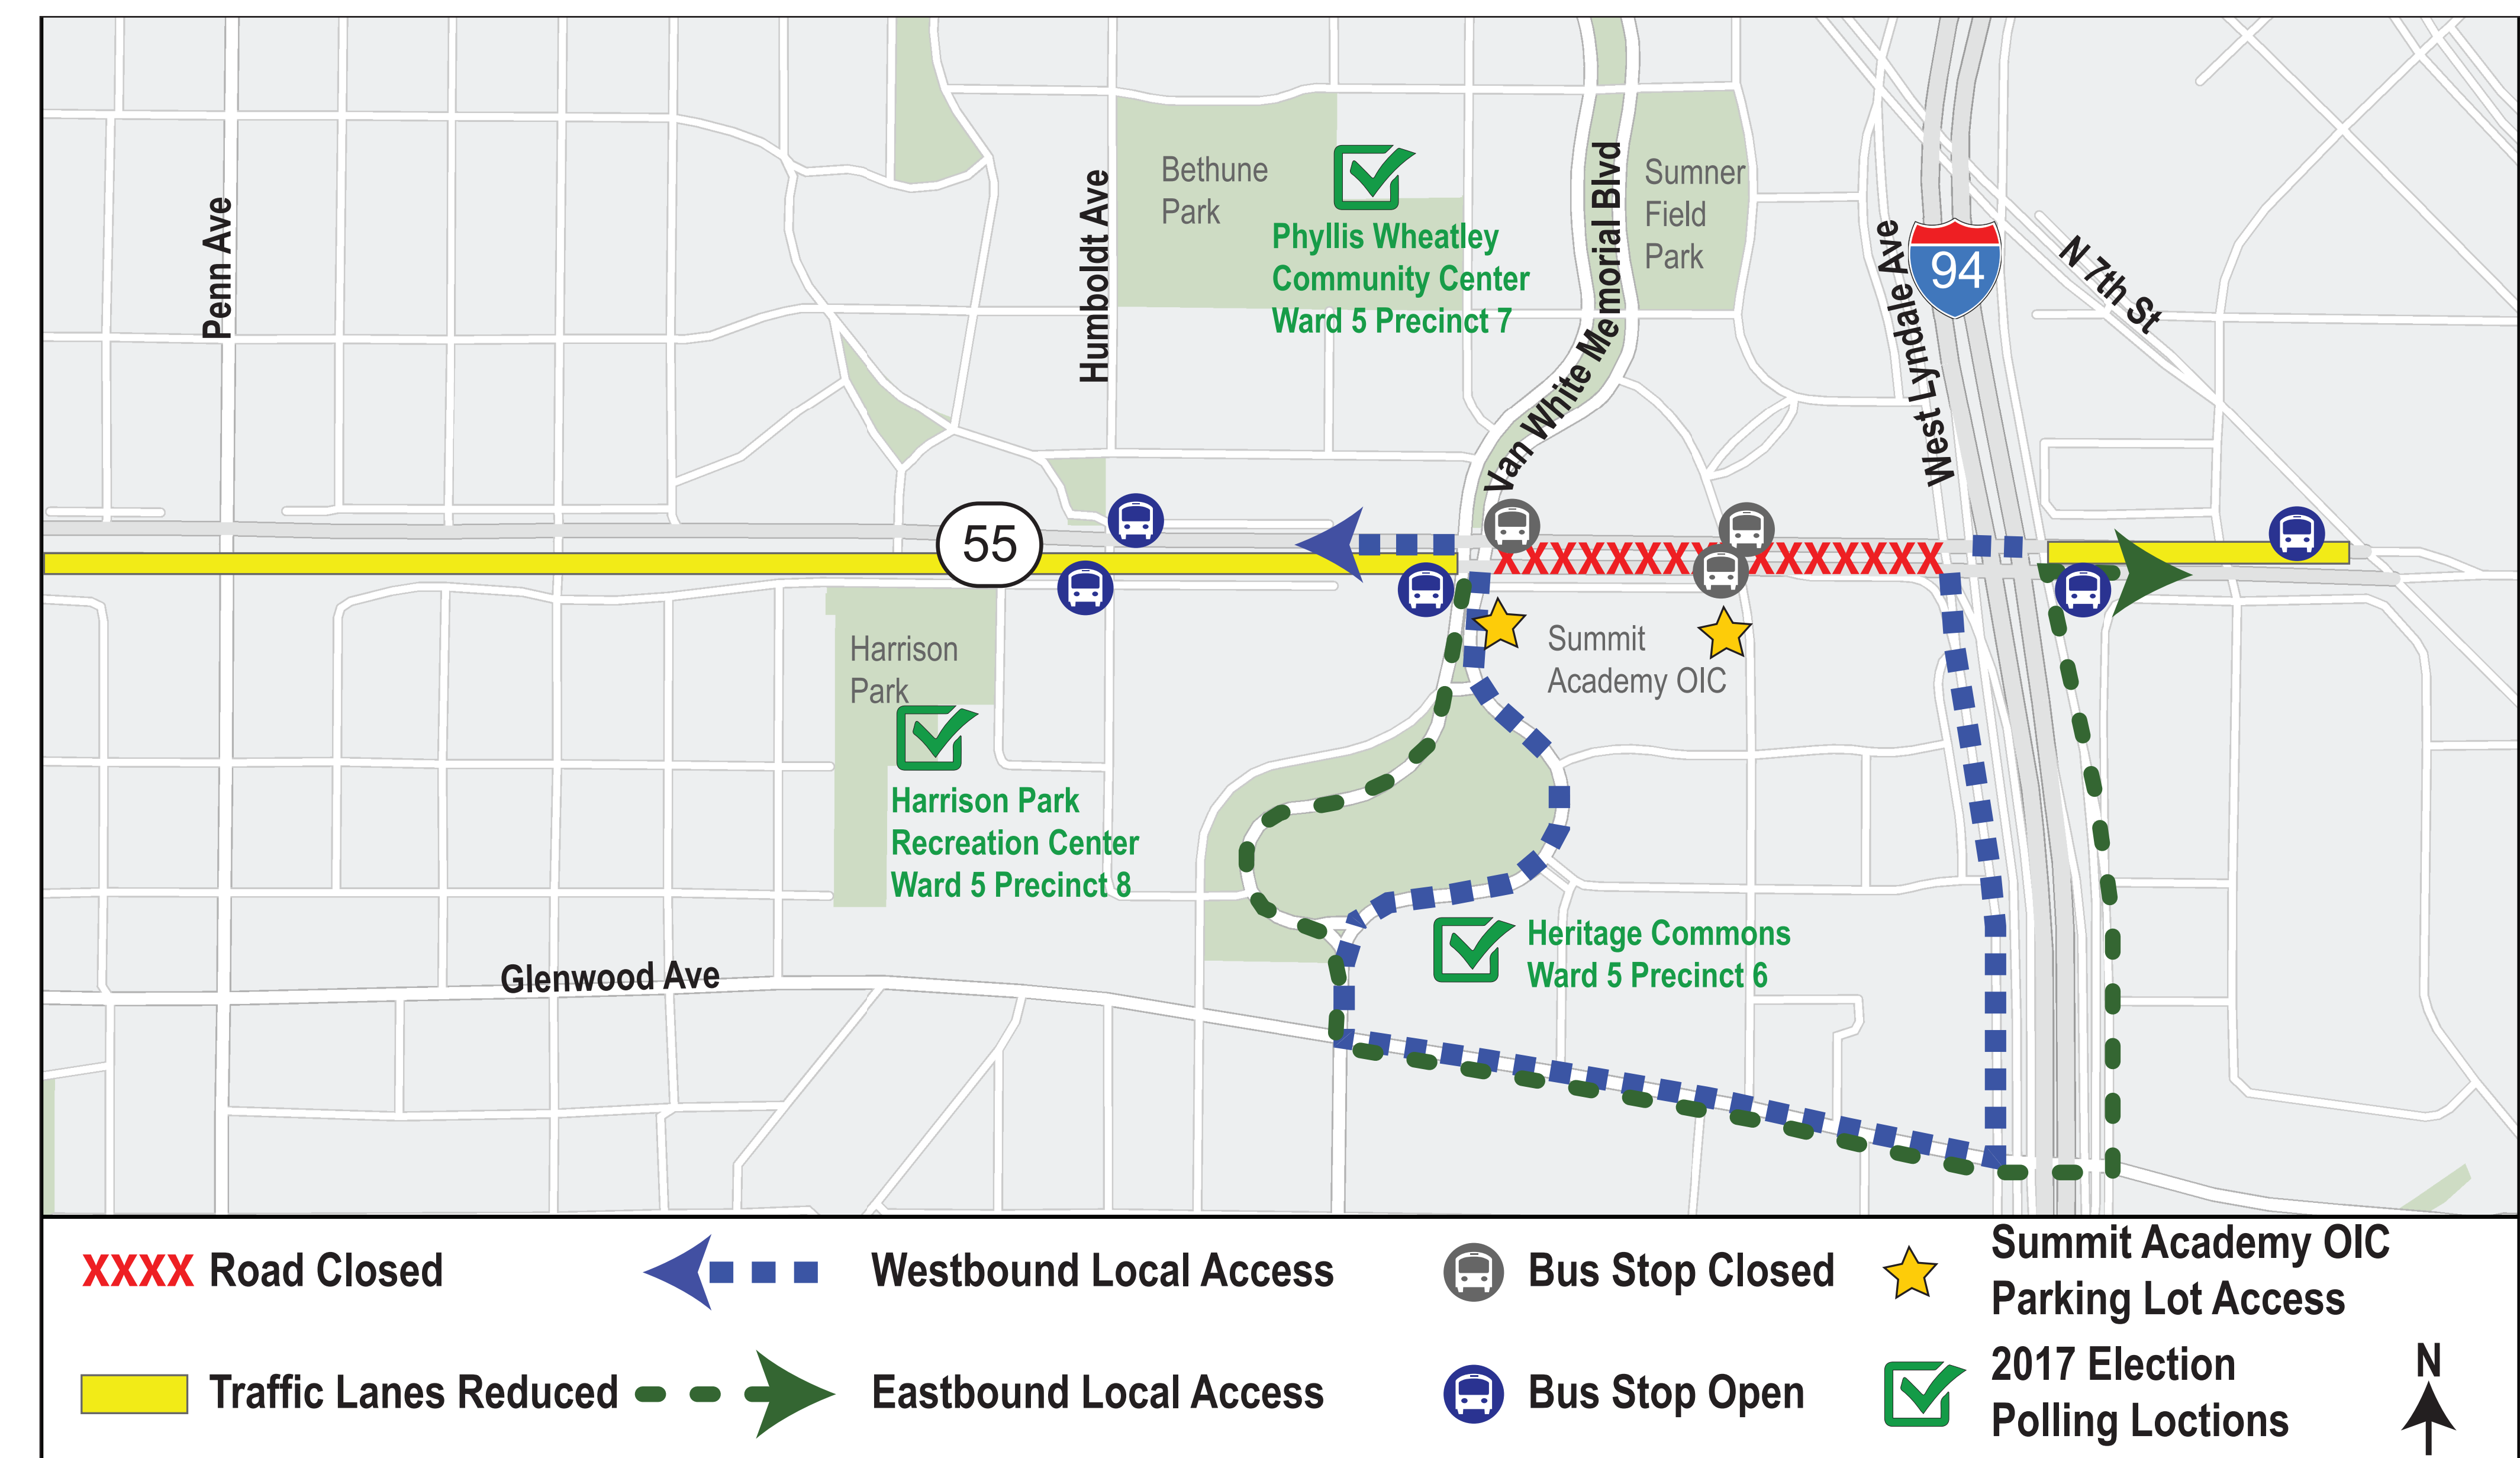 Penn Ave
Humboldt Ave
Bethune
Park
Phyllis Wheatley
Community Center
Ward 5 Precinct 7
Van White Memorial Blvd
Sumner
Field
Park
West Lyndale Ave
94
N 7th St
55
XXXXXXXXXXXXXXXX
Harrison
Park
Harrison Park
Recreation Center
Ward 5 Precinct 8
Summit
Academy OIC
Heritage Commons
Ward 5 Precinct 6
Glenwood Ave
XXXX Road Closed
Westbound Local Access
Bus Stop Closed
Summit Academy OIC
Parking Lot Access
Traffic Lanes Reduced
Eastbound Local Access
Bus Stop Open
2017 Election
Polling Loctions
N